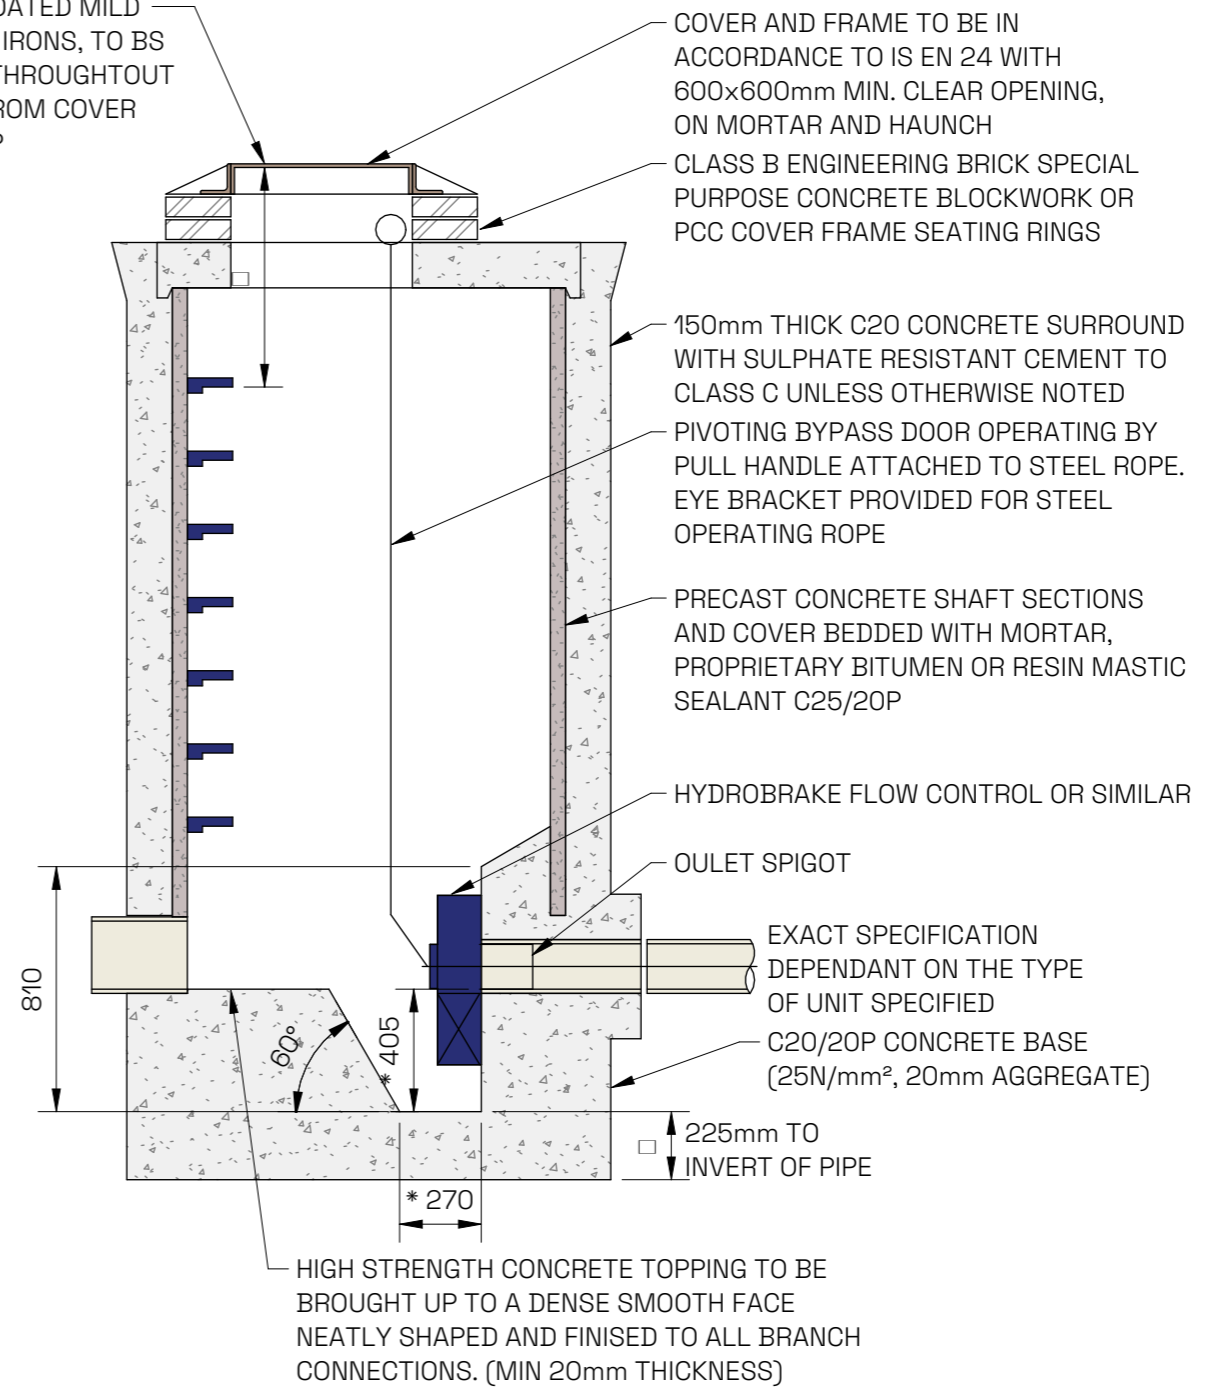 OATED MILD
IRONS, TO BS
THROUGHTOUT
ROM COVER
COVER AND FRAME TO BE IN
ACCORDANCE TO IS EN 24 WITH
600x600mm MIN. CLEAR OPENING,
ON MORTAR AND HAUNCH
CLASS B ENGINEERING BRICK SPECIAL
PURPOSE CONCRETE BLOCKWORK OR
PCC COVER FRAME SEATING RINGS
150mm THICK C20 CONCRETE SURROUND
WITH SULPHATE RESISTANT CEMENT TO
CLASS C UNLESS OTHERWISE NOTED
PIVOTING BYPASS DOOR OPERATING BY
PULL HANDLE ATTACHED TO STEEL ROPE.
EYE BRACKET PROVIDED FOR STEEL
OPERATING ROPE
PRECAST CONCRETE SHAFT SECTIONS
AND COVER BEDDED WITH MORTAR,
PROPRIETARY BITUMEN OR RESIN MASTIC
SEALANT C25/20P
HYDROBRAKE FLOW CONTROL OR SIMILAR
OULET SPIGOT
EXACT SPECIFICATION
DEPENDANT ON THE TYPE
OF UNIT SPECIFIED
C20/20P CONCRETE BASE
(25N/mm², 20mm AGGREGATE)
810
60°
* 405
225mm TO
INVERT OF PIPE
* 270
HIGH STRENGTH CONCRETE TOPPING TO BE
BROUGHT UP TO A DENSE SMOOTH FACE
NEATLY SHAPED AND FINISED TO ALL BRANCH
CONNECTIONS. (MIN 20mm THICKNESS)